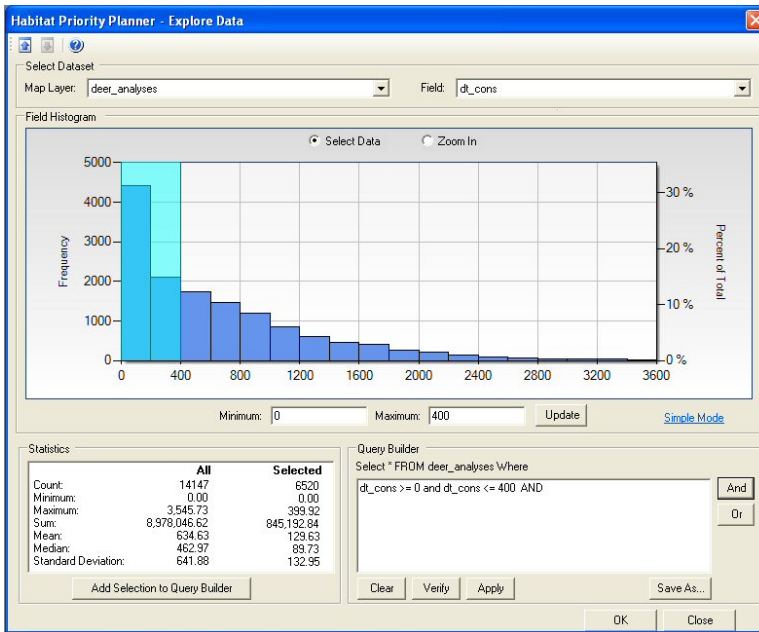 Habitat Priority Planner - Explore Data
Select Dataset
Map Layer: deer_analyses Field: dt_cons
Field Histogram
Select Data Zoom In
5000
4000
3000
2000
1000
0
Frequency
30 %
20 %
10 %
0 %
Percent of Total
0 400 800 1200 1600 2000 2400 2800 3200 3600
Minimum: 0 Maximum: 400 Update Simple Mode
Statistics
All Selected
Count: 14147 6520
Minimum: 0.00 0.00
Maximum: 3,545.73 399.92
Sum: 8,978,046.62 845,192.84
Mean: 634.63 129.63
Median: 462.97 89.73
Standard Deviation: 641.88 132.95
Add Selection to Query Builder
Query Builder
Select * FROM deer_analyses Where
dt_cons >= 0 and dt_cons <= 400 AND
And
Or
Clear Verify Apply Save As...
OK Close